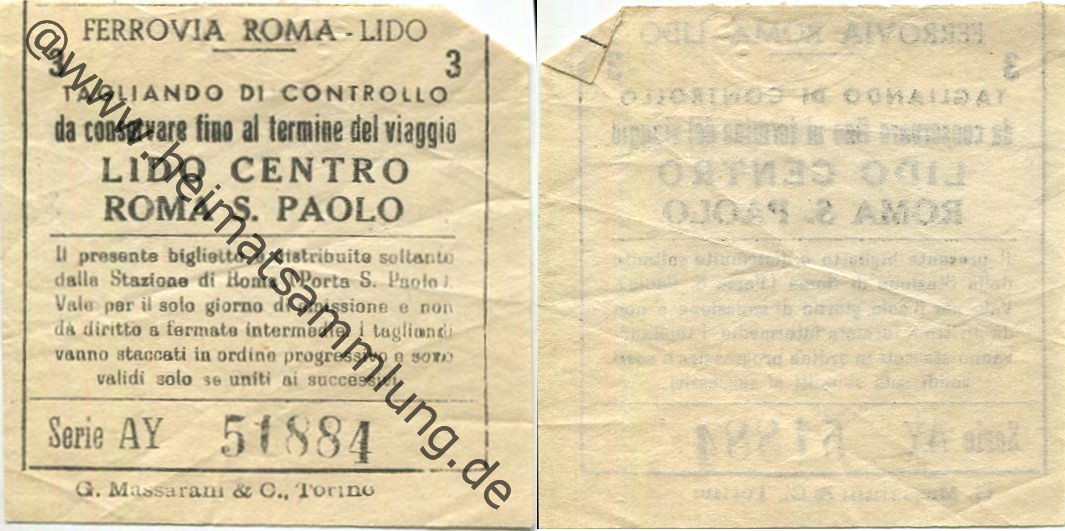 FERROVIA ROMA - LIDO
3 3
TAGLIANDO DI CONTROLLO
da conservare fino al termine del viaggio
LIDO CENTRO
ROMA S. PAOLO
Il presente biglietto è distribuito soltanto
dalla Stazione di Roma (Porta S. Paolo).
Vale per il solo giorno di emissione e non
dà diritto a fermate intermedie; i tagliandi
vanno staccati in ordine progressivo e sono
validi solo se uniti ai successivi.
Serie AY 51884
G. Massarani & C., Torino
@www.heimatsammlung.de